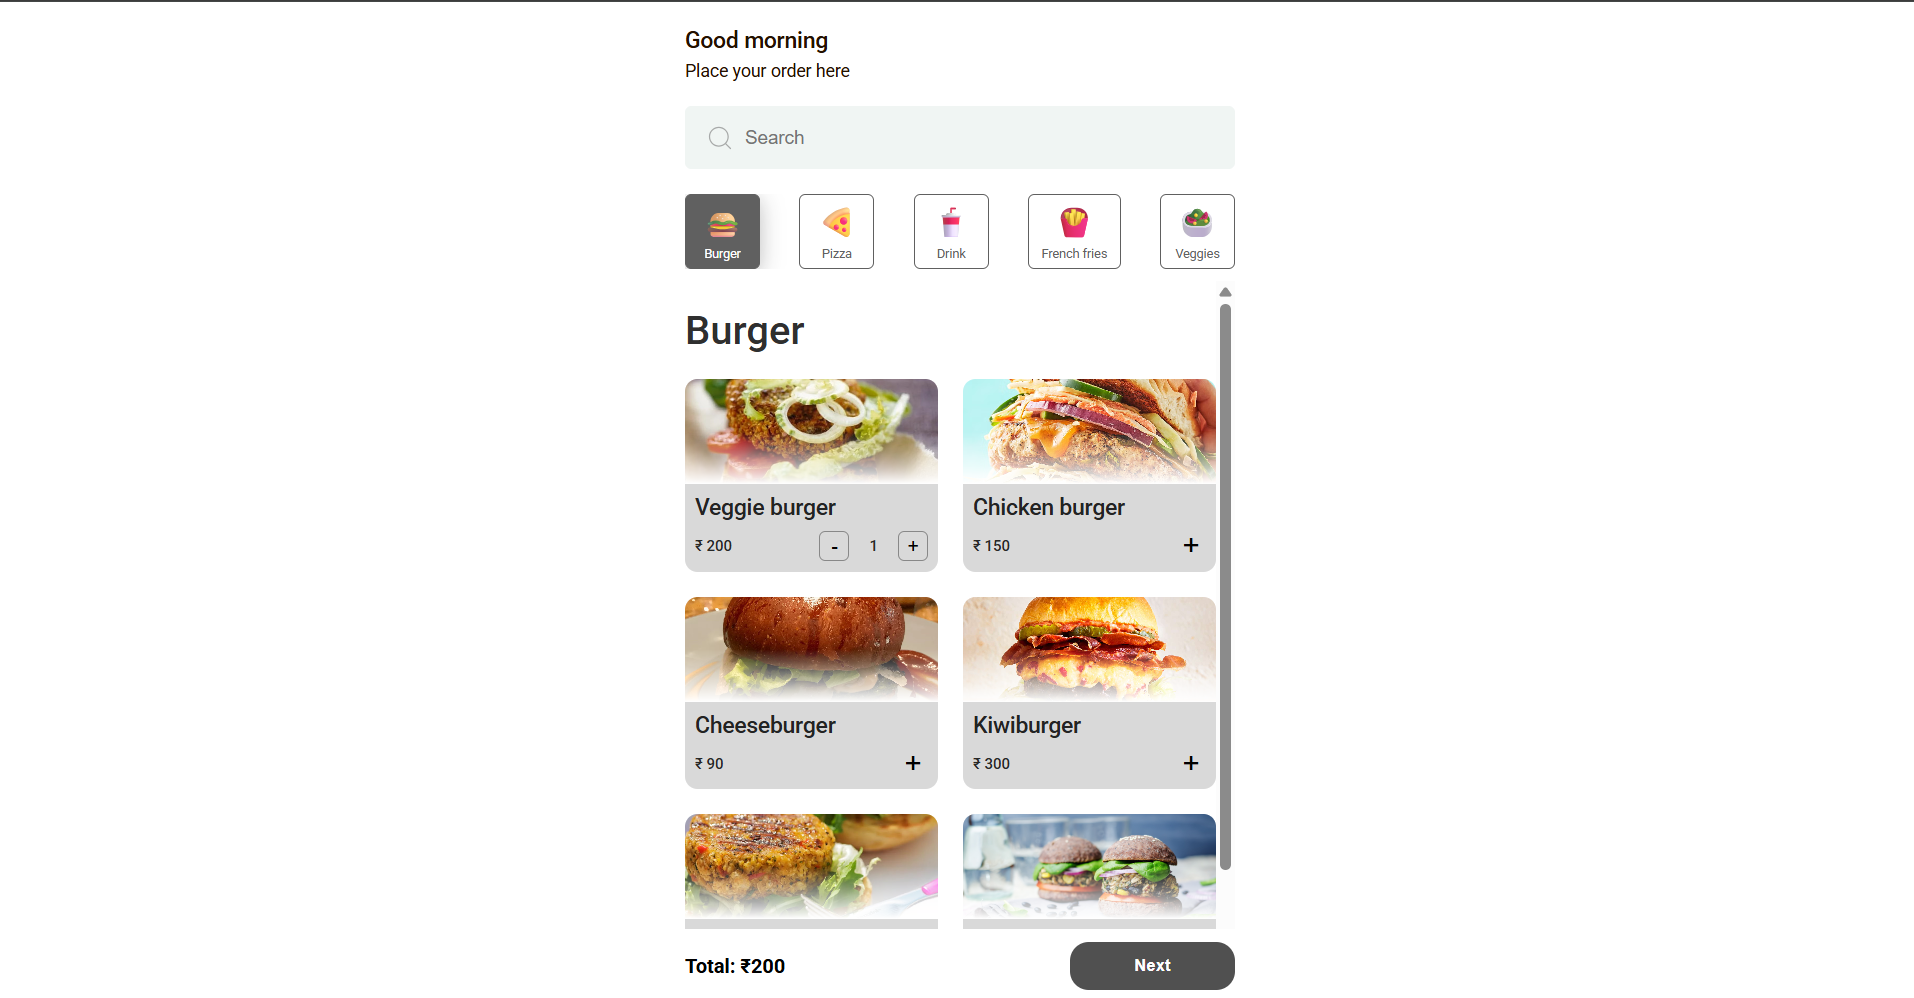 Good morning
Place your order here
Search
Burger
Pizza
Drink
French fries
Veggies
Burger
Veggie burger
₹ 200
- 1 +
Chicken burger
₹ 150 +
Cheeseburger
₹ 90 +
Kiwiburger
₹ 300 +
Total: ₹200
Next